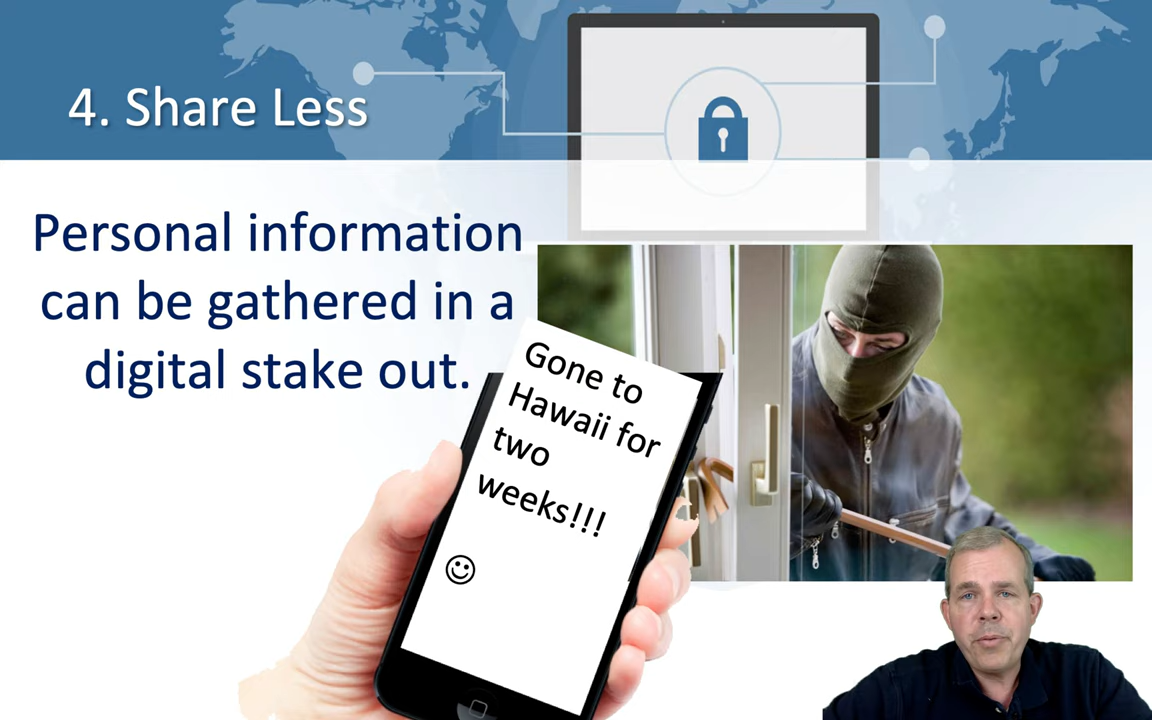 4. Share Less
Personal information
can be gathered in a
digital stake out.
Gone to
Hawaii for
two
weeks!!!
☺